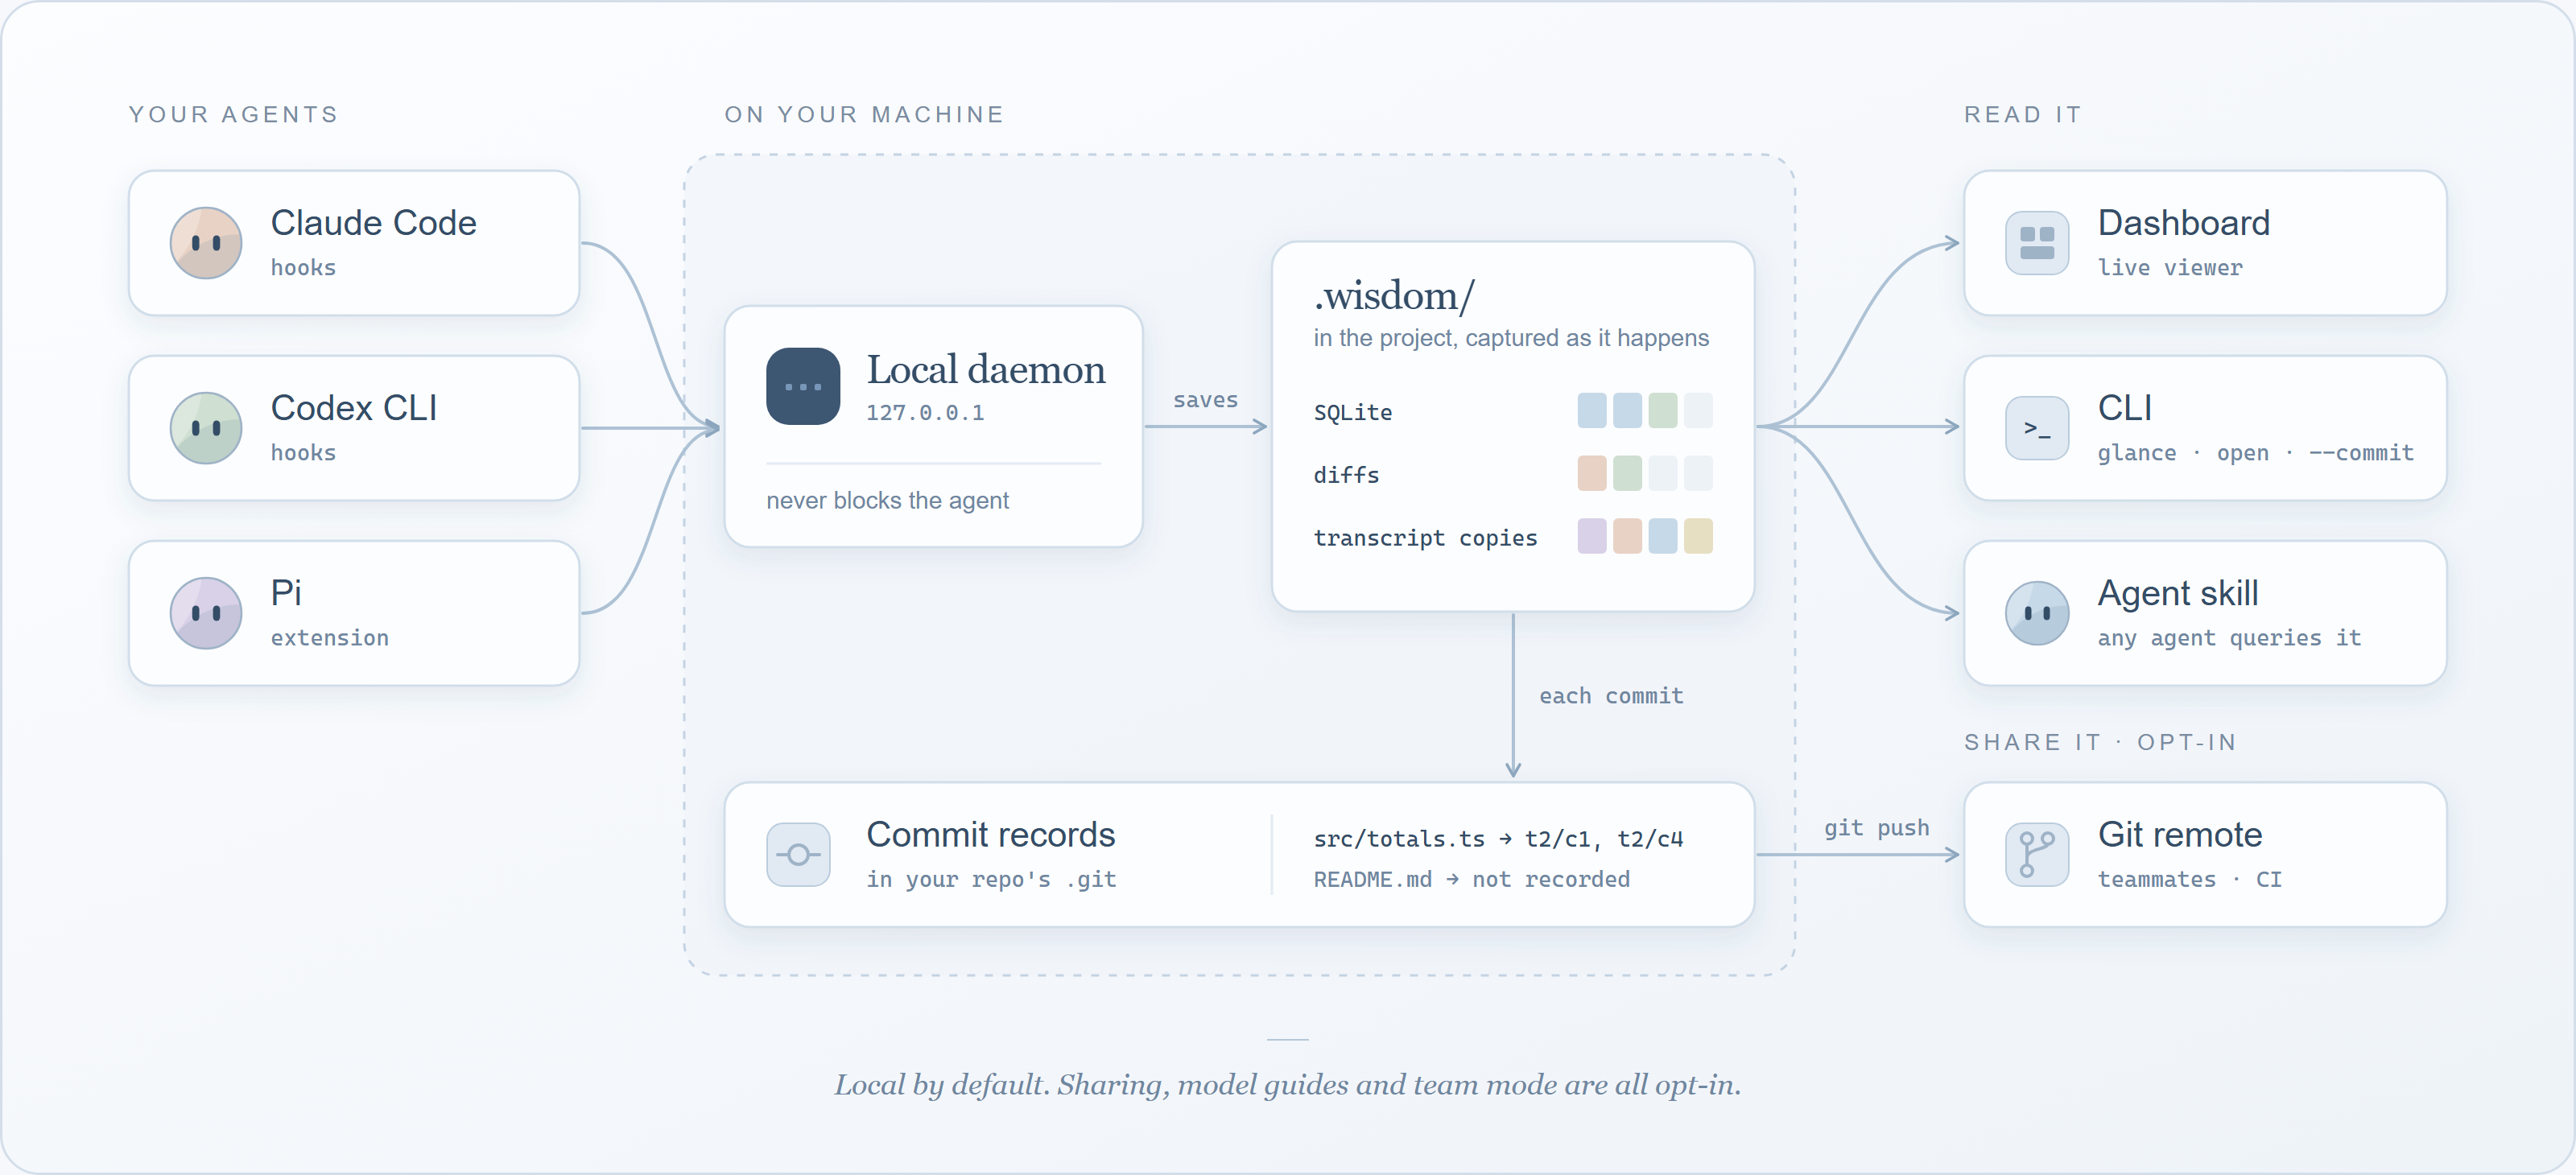 YOUR AGENTS
Claude Code
hooks
Codex CLI
hooks
Pi
extension
ON YOUR MACHINE
Local daemon
127.0.0.1
never blocks the agent
saves
.wisdom/
in the project, captured as it happens
SQLite
diffs
transcript copies
each commit
Commit records
in your repo's .git
src/totals.ts → t2/c1, t2/c4
README.md → not recorded
git push
READ IT
Dashboard
live viewer
CLI
>_
glance · open · --commit
Agent skill
any agent queries it
SHARE IT · OPT-IN
Git remote
teammates · CI
Local by default. Sharing, model guides and team mode are all opt-in.